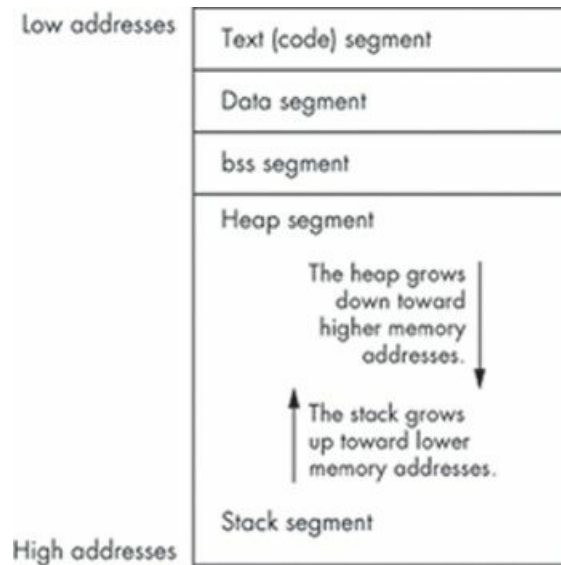 Low addresses
Text (code) segment
Data segment
bss segment
Heap segment
The heap grows
down toward
higher memory
addresses.
The stack grows
up toward lower
memory addresses.
Stack segment
High addresses